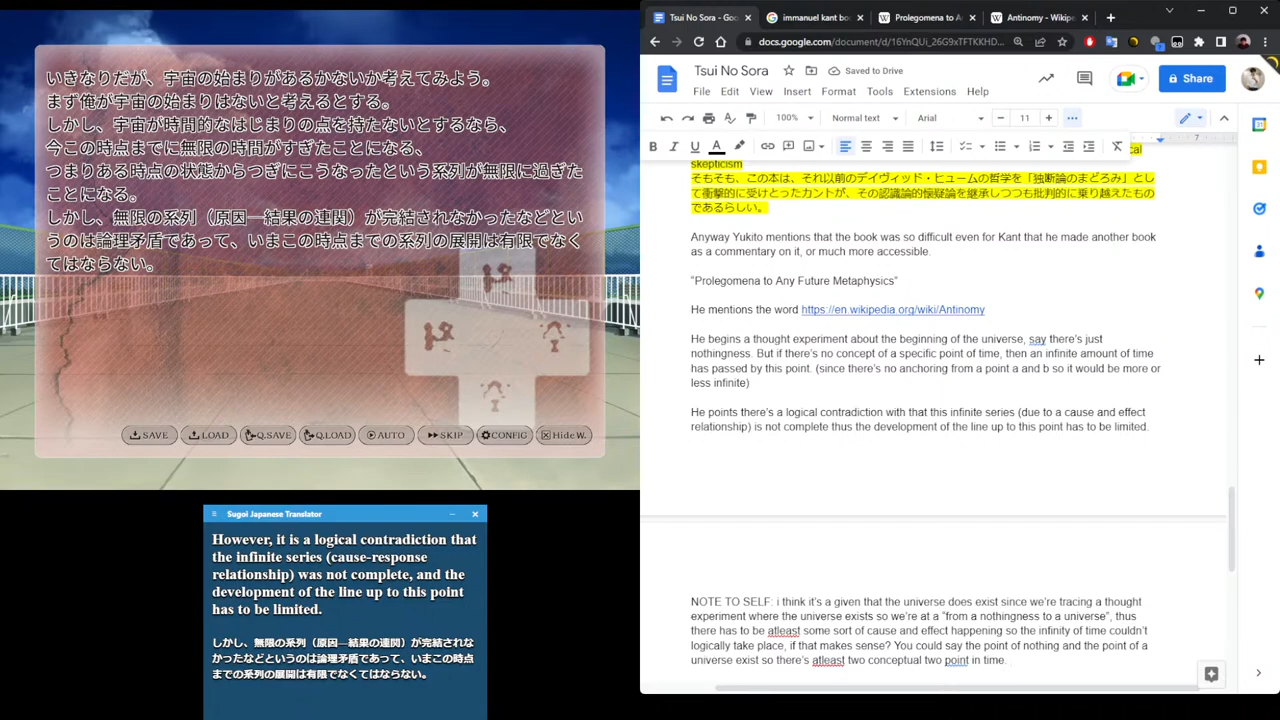 いきなりだが、宇宙の始まりがあるかないか考えてみよう。
まず俺が宇宙の始まりはないと考えるとする。
しかし、宇宙が時間的なはじまりの点を持たないとするなら、
今この時点までに無限の時間がすぎたことになる、
つまりある時点の状態からつぎにこうなったという系列が無限に過ぎた
ことになる。
しかし、無限の系列（原因―結果の連関）が完結されなかったなどとい
うのは論理矛盾であって、いまこの時点までの系列の展開は有限でなく
てはならない。
SAVE
LOAD
Q.SAVE
Q.LOAD
AUTO
SKIP
CONFIG
Hide W.
Sugoi Japanese Translator
However, it is a logical contradiction that
the infinite series (cause-response
relationship) was not complete, and the
development of the line up to this point
has to be limited.
しかし、無限の系列（原因―結果の連関）が完結されな
かったなどというのは論理矛盾であって、いまこの時点
までの系列の展開は有限でなくてはならない。
Tsui No Sora - Goo
immanuel kant boo
Prolegomena to A
Antinomy - Wikipe
docs.google.com/document/d/16YnQUi_26G9xTFTKKHD...
Tsui No Sora
Saved to Drive
Share
File Edit View Insert Format Tools Extensions Help
100%
Normal text
Arial
11
7
skepticism
そもそも、この本は、それ以前のデイヴィッド・ヒュームの哲学を「独断論のまどろみ」とし
て衝撃的に受けとったカントが、その認識論的懐疑論を継承しつつも批判的に乗り越えたもの
であるらしい。
Anyway Yukito mentions that the book was so difficult even for Kant that he made another book
as a commentary on it, or much more accessible.
“Prolegomena to Any Future Metaphysics”
He mentions the word https://en.wikipedia.org/wiki/Antinomy
He begins a thought experiment about the beginning of the universe, say there’s just
nothingness. But if there’s no concept of a specific point of time, then an infinite amount of time
has passed by this point. (since there’s no anchoring from a point a and b so it would be more or
less infinite)
He points there’s a logical contradiction with that this infinite series (due to a cause and effect
relationship) is not complete thus the development of the line up to this point has to be limited.
NOTE TO SELF: i think it’s a given that the universe does exist since we’re tracing a thought
experiment where the universe exists so we’re at a “from a nothingness to a universe”, thus
there has to be atleast some sort of cause and effect happening so the infinity of time couldn’t
logically take place, if that makes sense? You could say the point of nothing and the point of a
universe exist so there’s atleast two conceptual two point in time.